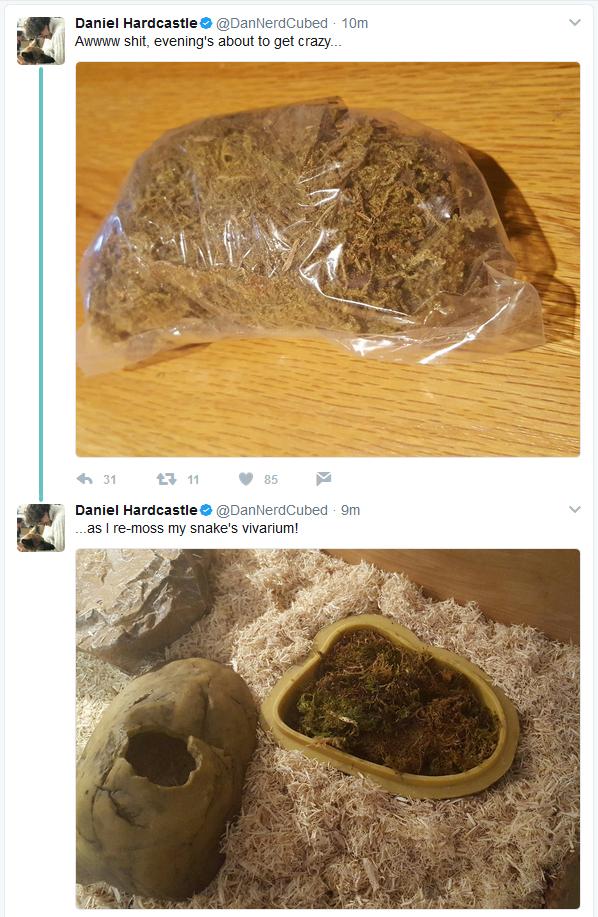 Daniel Hardcastle @DanNerdCubed · 10m
Awwww shit, evening's about to get crazy...
31 11 85
Daniel Hardcastle @DanNerdCubed · 9m
...as I re-moss my snake's vivarium!